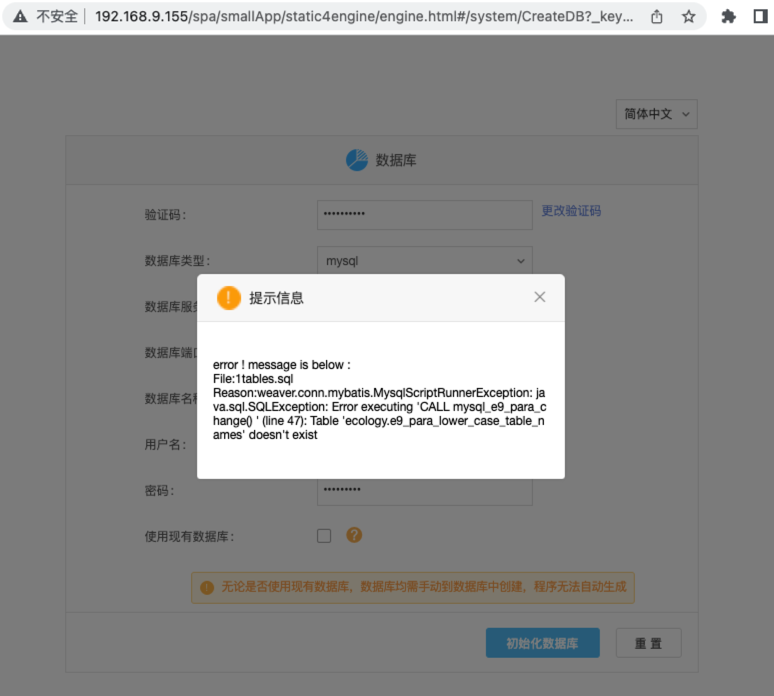 不安全 192.168.9.155/spa/smallApp/static4engine/engine.html#/system/CreateDB?_key...
简体中文
数据库
验证码: •••••••••• 更改验证码
数据库类型: mysql
数据库服
提示信息
数据库端
数据库名
error ! message is below :
File:1tables.sql
Reason:weaver.conn.mybatis.MysqlScriptRunnerException: ja
va.sql.SQLException: Error executing 'CALL mysql_e9_para_c
hange() ' (line 47): Table 'ecology.e9_para_lower_case_table_n
ames' doesn't exist
用户名:
密码: •••••••••
使用现有数据库: ?
! 无论是否使用现有数据库，数据库均需手动到数据库中创建，程序无法自动生成
初始化数据库 重 置